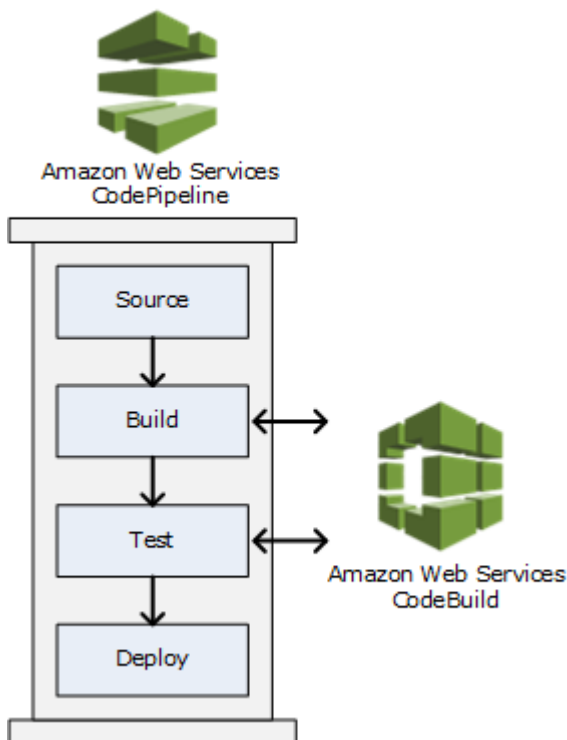 Amazon Web Services
CodePipeline
Source
Build
Test
Amazon Web Services
CodeBuild
Deploy